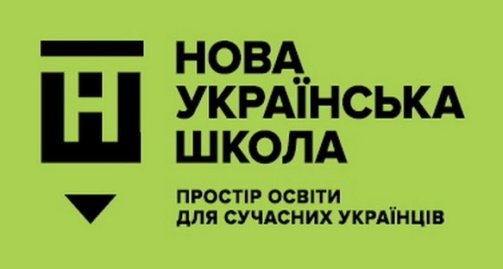 Н
НОВА
УКРАЇНСЬКА
ШКОЛА
ПРОСТІР ОСВІТИ
ДЛЯ СУЧАСНИХ УКРАЇНЦІВ